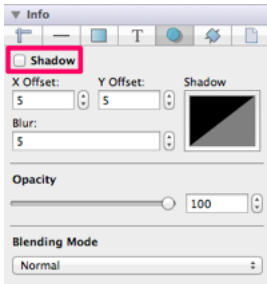 Info
T
Shadow
X Offset: Y Offset: Shadow
5 5
Blur:
5
Opacity
100
Blending Mode
Normal